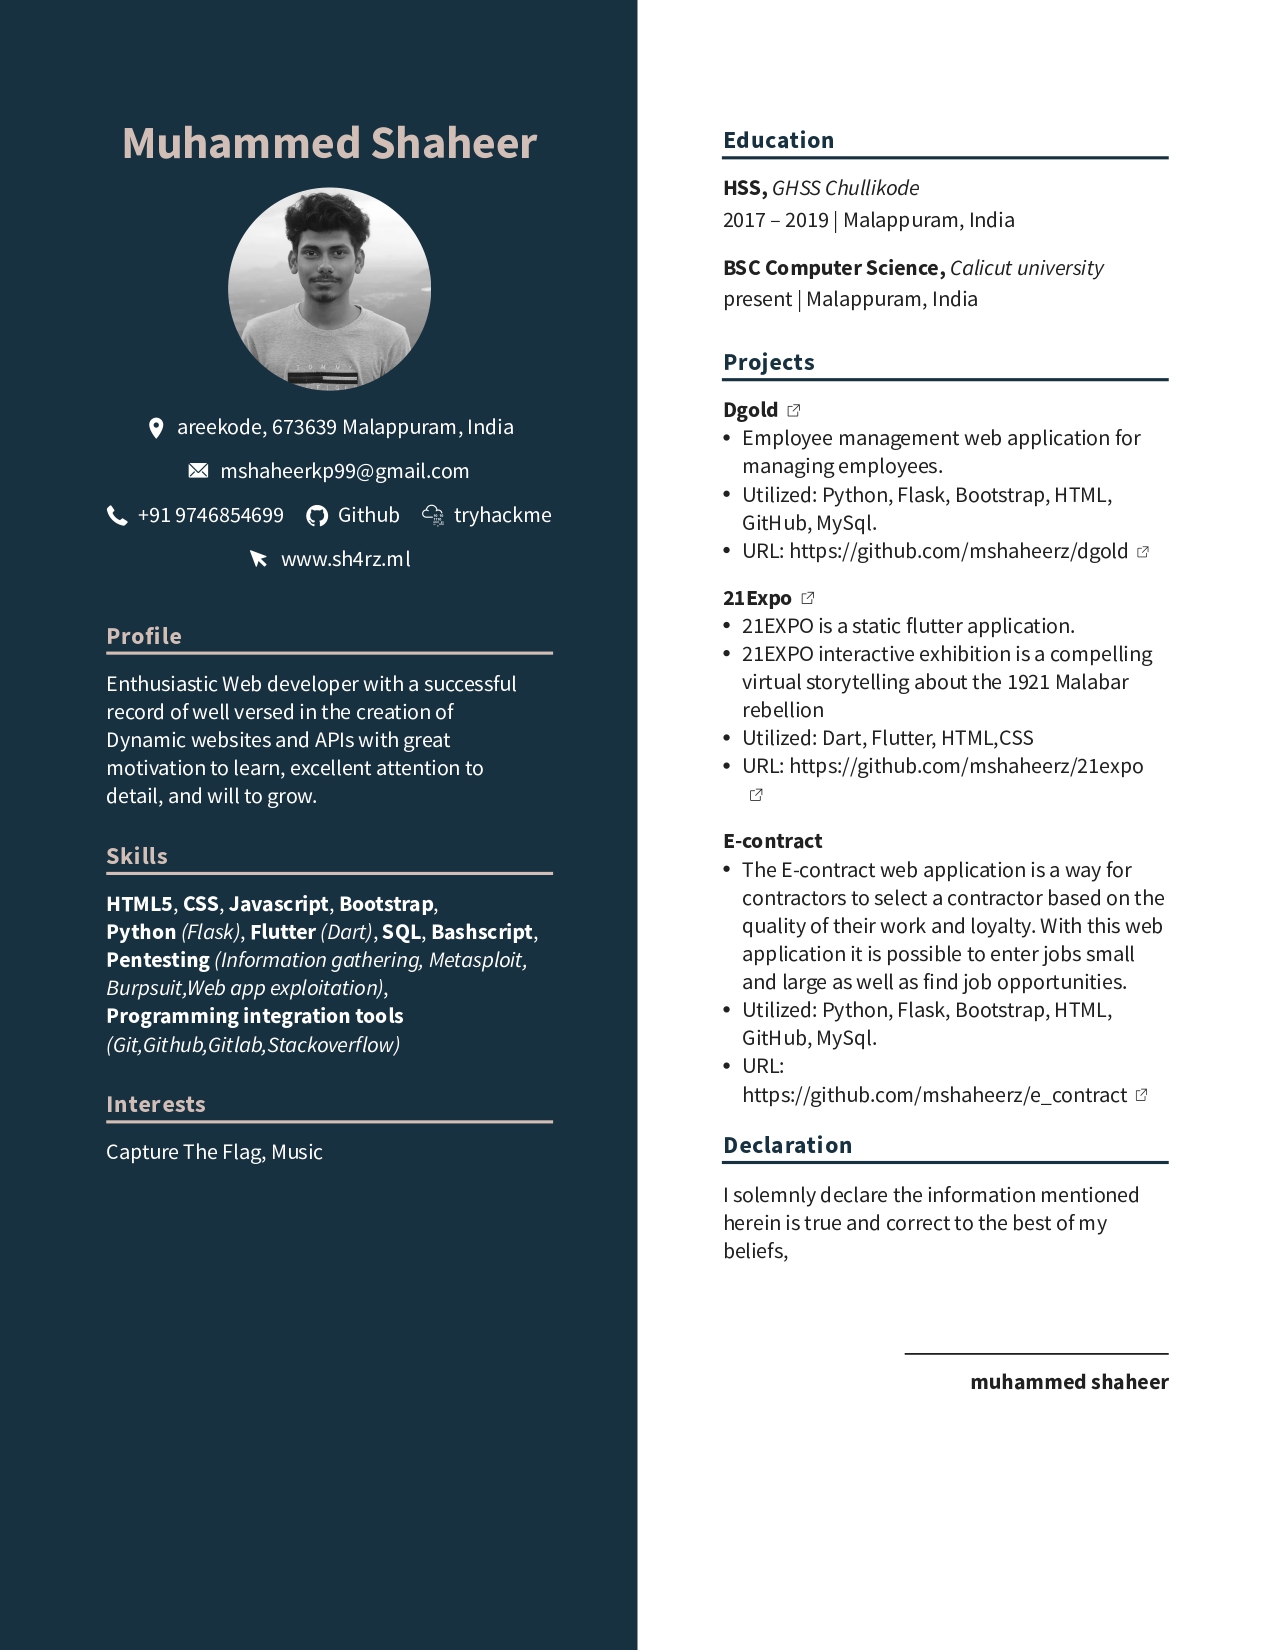 Muhammed Shaheer
areekode, 673639 Malappuram, India
mshaheerkp99@gmail.com
+91 9746854699 Github tryhackme
www.sh4rz.ml
Profile
Enthusiastic Web developer with a successful
record of well versed in the creation of
Dynamic websites and APIs with great
motivation to learn, excellent attention to
detail, and will to grow.
Skills
HTML5, CSS, Javascript, Bootstrap,
Python (Flask), Flutter (Dart), SQL, Bashscript,
Pentesting (Information gathering, Metasploit,
Burpsuit,Web app exploitation),
Programming integration tools
(Git,Github,Gitlab,Stackoverflow)
Interests
Capture The Flag, Music
Education
HSS, GHSS Chullikode
2017 – 2019 | Malappuram, India
BSC Computer Science, Calicut university
present | Malappuram, India
Projects
Dgold
• Employee management web application for
managing employees.
• Utilized: Python, Flask, Bootstrap, HTML,
GitHub, MySql.
• URL: https://github.com/mshaheerz/dgold
21Expo
• 21EXPO is a static flutter application.
• 21EXPO interactive exhibition is a compelling
virtual storytelling about the 1921 Malabar
rebellion
• Utilized: Dart, Flutter, HTML,CSS
• URL: https://github.com/mshaheerz/21expo
E-contract
• The E-contract web application is a way for
contractors to select a contractor based on the
quality of their work and loyalty. With this web
application it is possible to enter jobs small
and large as well as find job opportunities.
• Utilized: Python, Flask, Bootstrap, HTML,
GitHub, MySql.
• URL:
https://github.com/mshaheerz/e_contract
Declaration
I solemnly declare the information mentioned
herein is true and correct to the best of my
beliefs,
muhammed shaheer